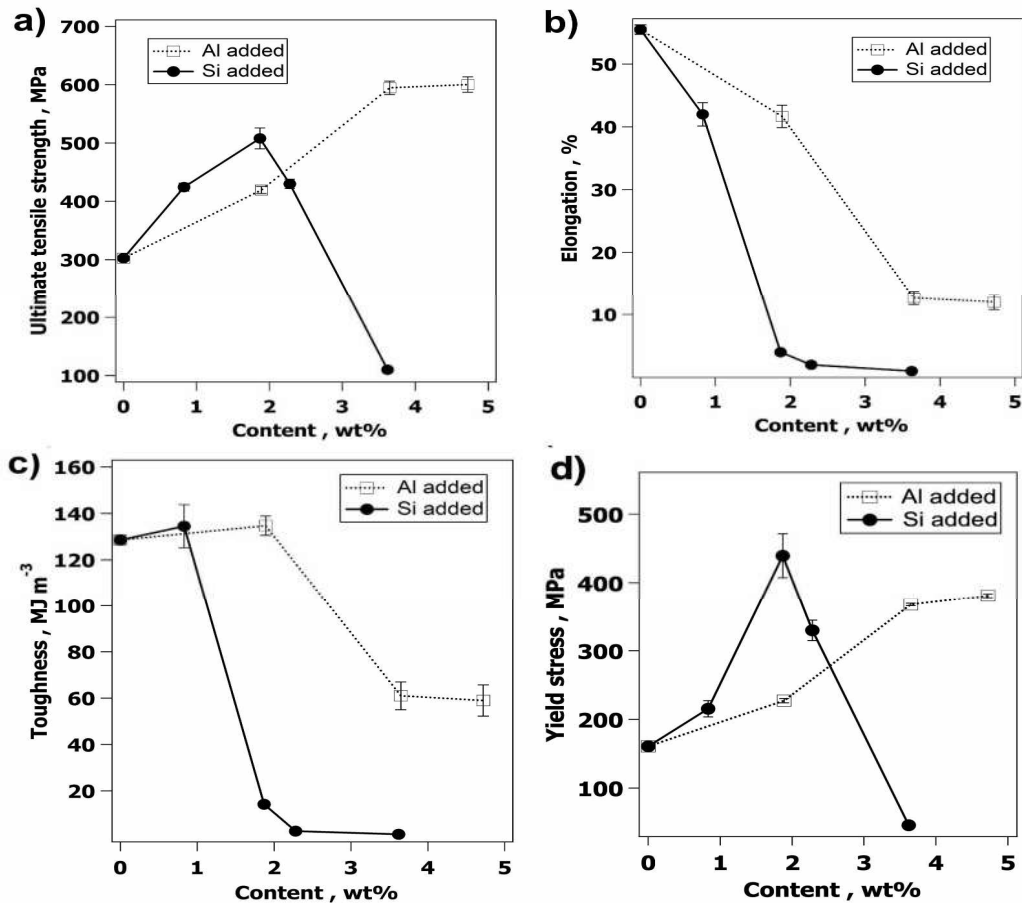 a)
Ultimate tensile strength , MPa
700
600
500
400
300
200
100
Al added
Si added
0 1 2 3 4 5
Content , wt%
b)
Elongation , %
50
40
30
20
10
Al added
Si added
0 1 2 3 4 5
Content , wt%
c)
Toughness , MJ m-3
160
140
120
100
80
60
40
20
Al added
Si added
0 1 2 3 4 5
Content , wt%
d)
Yield stress , MPa
500
400
300
200
100
Al added
Si added
0 1 2 3 4 5
Content , wt%